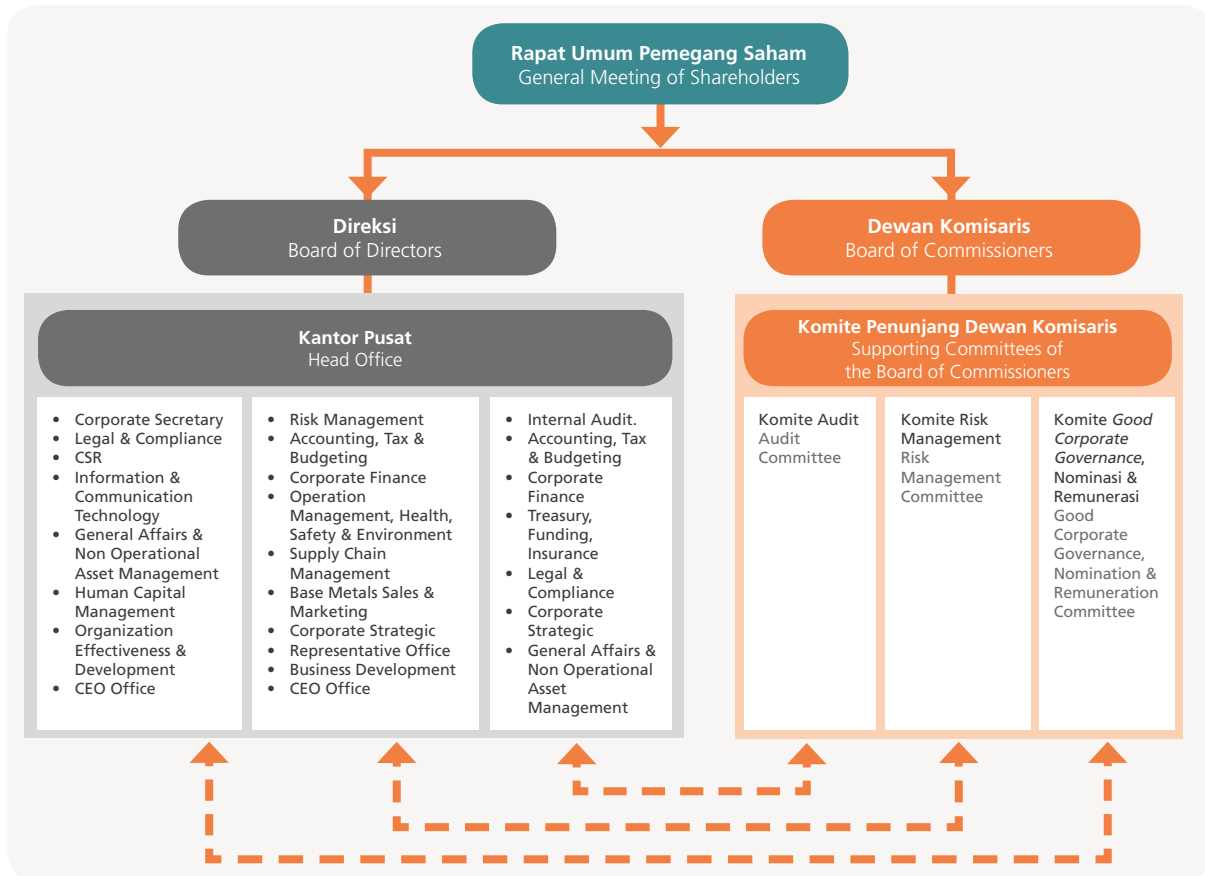 Rapat Umum Pemegang Saham
General Meeting of Shareholders
Direksi
Board of Directors
Dewan Komisaris
Board of Commissioners
Kantor Pusat
Head Office
• Corporate Secretary
• Legal & Compliance
• CSR
• Information &
Communication
Technology
• General Affairs &
Non Operational
Asset Management
• Human Capital
Management
• Organization
Effectiveness &
Development
• CEO Office
• Risk Management
• Accounting, Tax &
Budgeting
• Corporate Finance
• Operation
Management, Health,
Safety & Environment
• Supply Chain
Management
• Base Metals Sales &
Marketing
• Corporate Strategic
• Representative Office
• Business Development
• CEO Office
• Internal Audit.
• Accounting, Tax
& Budgeting
• Corporate
Finance
• Treasury,
Funding,
Insurance
• Legal &
Compliance
• Corporate
Strategic
• General Affairs &
Non Operational
Asset
Management
Komite Penunjang Dewan Komisaris
Supporting Committees of
the Board of Commissioners
Komite Audit
Audit
Committee
Komite Risk
Management
Risk
Management
Committee
Komite Good
Corporate
Governance,
Nominasi &
Remunerasi
Good
Corporate
Governance,
Nomination &
Remuneration
Committee